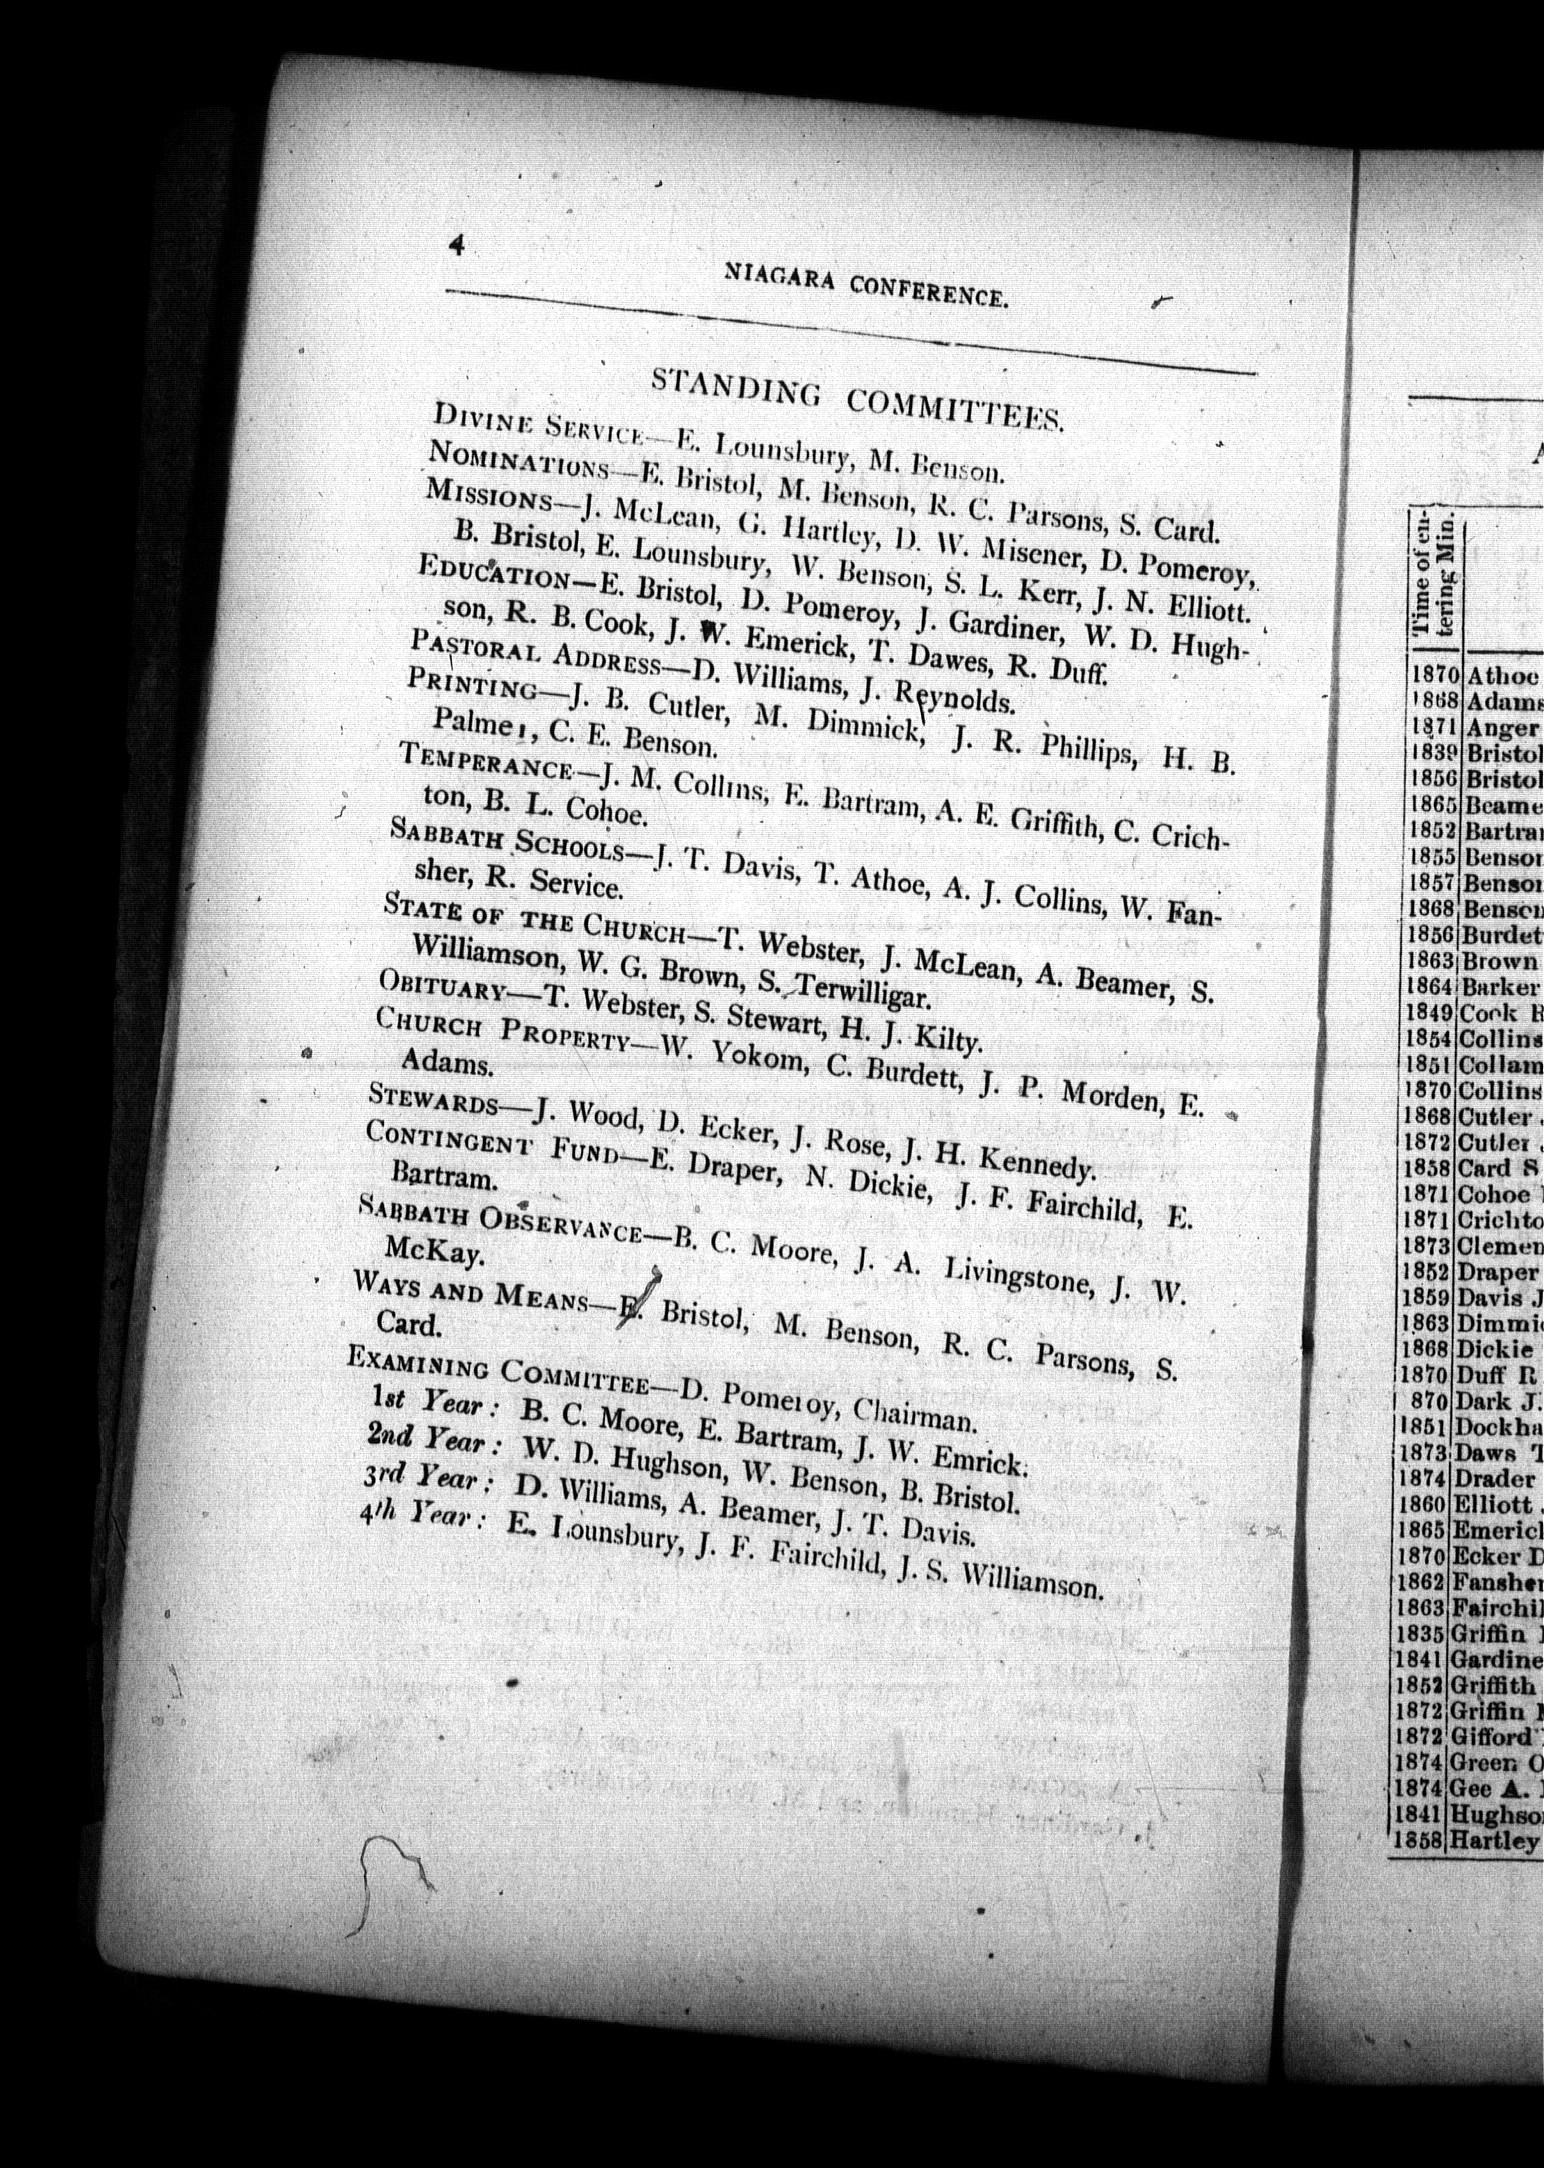 4
NIAGARA CONFERENCE.
STANDING COMMITTEES.
DIVINE SERVICE—E. Lounsbury, M. Benson.
NOMINATIONS—E. Bristol, M. Benson, R. C. Parsons, S. Card.
MISSIONS—J. McLean, G. Hartley, D. W. Misener, D. Pomeroy,
B. Bristol, E. Lounsbury, W. Benson, S. L. Kerr, J. N. Elliott.
EDUCATION—E. Bristol, D. Pomeroy, J. Gardiner, W. D. Hugh-
son, R. B. Cook, J. W. Emerick, T. Dawes, R. Duff.
PASTORAL ADDRESS—D. Williams, J. Reynolds.
PRINTING—J. B. Cutler, M. Dimmick, J. R. Phillips, H. B.
Palmer, C. E. Benson.
TEMPERANCE—J. M. Collins, E. Bartram, A. E. Griffith, C. Crich-
ton, B. L. Cohoe.
SABBATH SCHOOLS—J. T. Davis, T. Athoe, A. J. Collins, W. Fan-
sher, R. Service.
STATE OF THE CHURCH—T. Webster, J. McLean, A. Beamer, S.
Williamson, W. G. Brown, S. Terwilligar.
OBITUARY—T. Webster, S. Stewart, H. J. Kilty.
CHURCH PROPERTY—W. Yokom, C. Burdett, J. P. Morden, E.
Adams.
STEWARDS—J. Wood, D. Ecker, J. Rose, J. H. Kennedy.
CONTINGENT FUND—E. Draper, N. Dickie, J. F. Fairchild, E.
Bartram.
SABBATH OBSERVANCE—B. C. Moore, J. A. Livingstone, J. W.
McKay.
WAYS AND MEANS—E. Bristol, M. Benson, R. C. Parsons, S.
Card.
EXAMINING COMMITTEE—D. Pomeroy, Chairman.
1st Year: B. C. Moore, E. Bartram, J. W. Emrick.
2nd Year: W. D. Hughson, W. Benson, B. Bristol.
3rd Year: D. Williams, A. Beamer, J. T. Davis.
4th Year: E. Lounsbury, J. F. Fairchild, J. S. Williamson.
Time of en-
tering Min.
1870 Athoe
1868 Adams
1871 Anger
1839 Bristol
1856 Bristol
1865 Beame
1852 Bartra
1855 Benson
1857 Benson
1868 Benson
1856 Burdet
1863 Brown
1864 Barker
1849 Cook
1854 Collins
1851 Collam
1870 Collins
1868 Cutler
1872 Cutler
1858 Card S
1871 Cohoe
1871 Crichto
1873 Clemen
1852 Draper
1859 Davis J
1863 Dimmi
1868 Dickie
1870 Duff R
870 Dark J.
1851 Dockha
1873 Daws T
1874 Drader
1860 Elliott
1865 Emeric
1870 Ecker D
1862 Fansher
1863 Fairchil
1835 Griffin
1841 Gardine
1852 Griffith
1872 Griffin
1872 Gifford
1874 Green O
1874 Gee A.
1841 Hughso
1858 Hartley